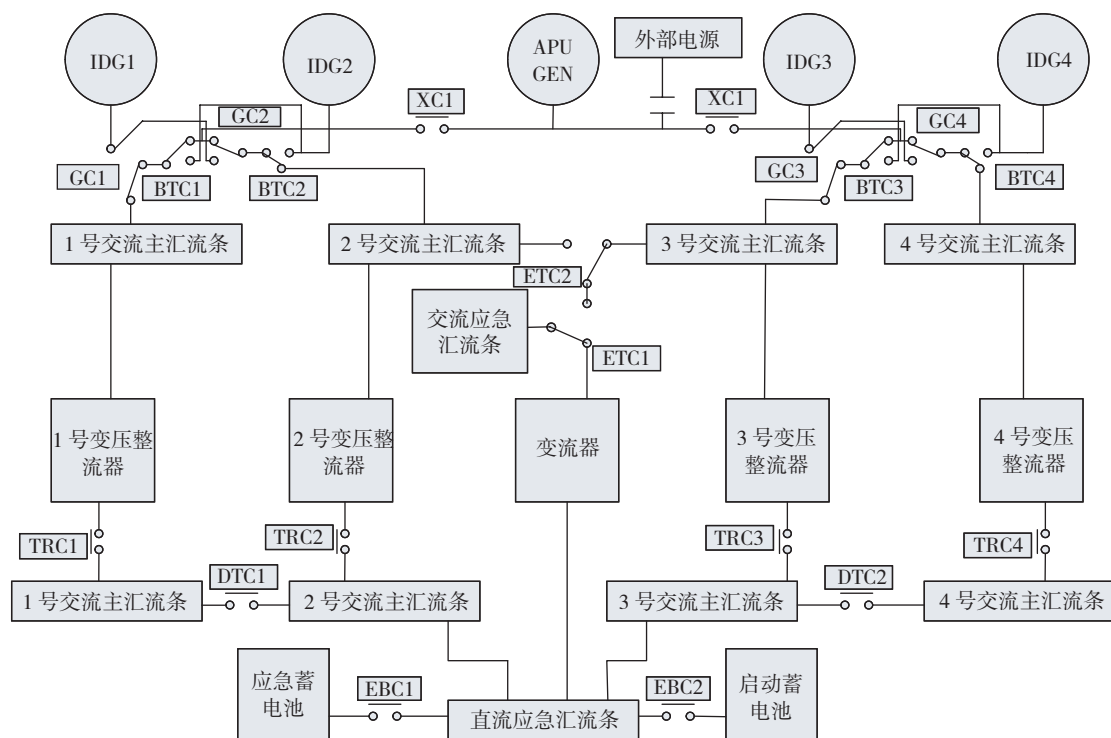 IDG1
IDG2
APU
GEN
外部电源
IDG3
IDG4
XC1
XC1
GC2
GC4
GC1
BTC1
BTC2
GC3
BTC3
BTC4
1 号交流主汇流条
2 号交流主汇流条
3 号交流主汇流条
4 号交流主汇流条
ETC2
交流应急
汇流条
ETC1
1 号变压整
流器
2 号变压整
流器
变流器
3 号变压
整流器
4 号变压
整流器
TRC1
TRC2
TRC3
TRC4
DTC1
DTC2
1 号交流主汇流条
2 号交流主汇流条
3 号交流主汇流条
4 号交流主汇流条
应急蓄
电池
EBC1
直流应急汇流条
EBC2
启动蓄
电池